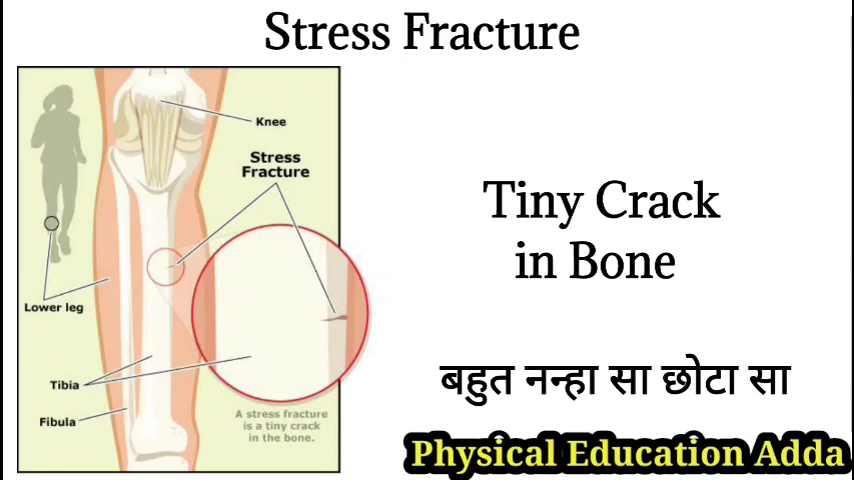 Stress Fracture
Knee
Stress
Fracture
Lower leg
Tibia
Fibula
A stress fracture
is a tiny crack
in the bone.
Tiny Crack
in Bone
बहुत नन्हा सा छोटा सा
Physical Education Adda